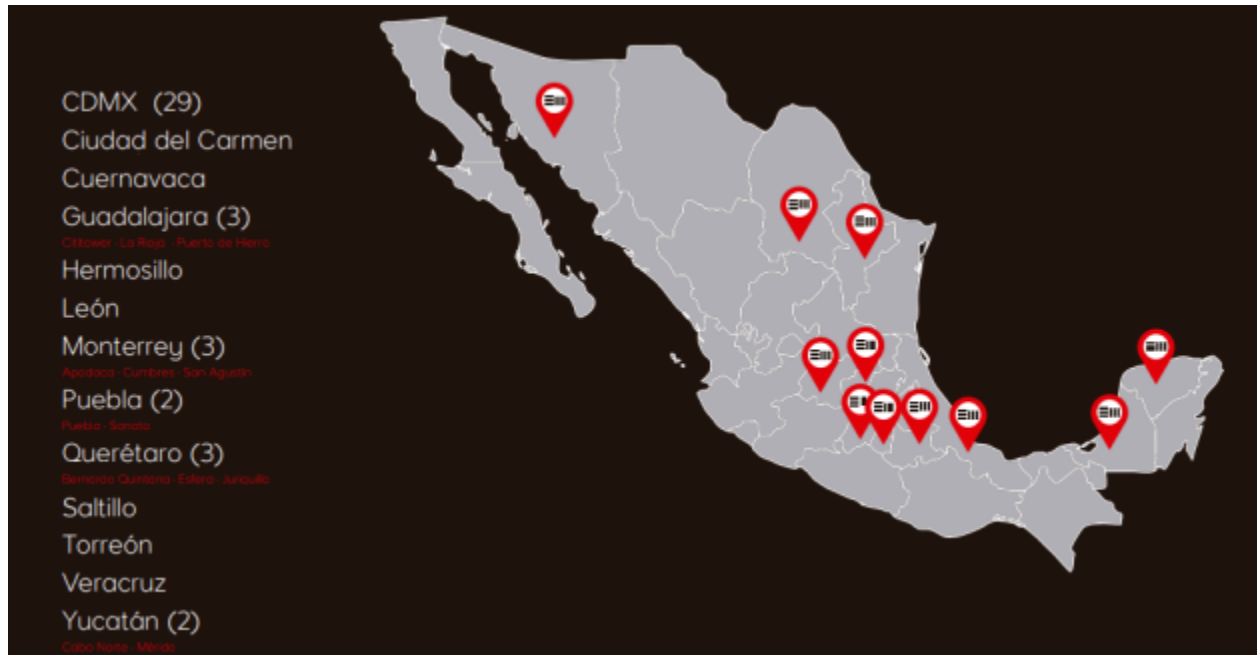 CDMX (29)
Ciudad del Carmen
Cuernavaca
Guadalajara (3)
Cititower - La Rioja - Puerto de Hierro
Hermosillo
León
Monterrey (3)
Apodaca - Cumbres - San Agustín
Puebla (2)
Puebla - Sonata
Querétaro (3)
Bernardo Quintana - Esfera - Juriquilla
Saltillo
Torreón
Veracruz
Yucatán (2)
Cabo Norte - Mérida